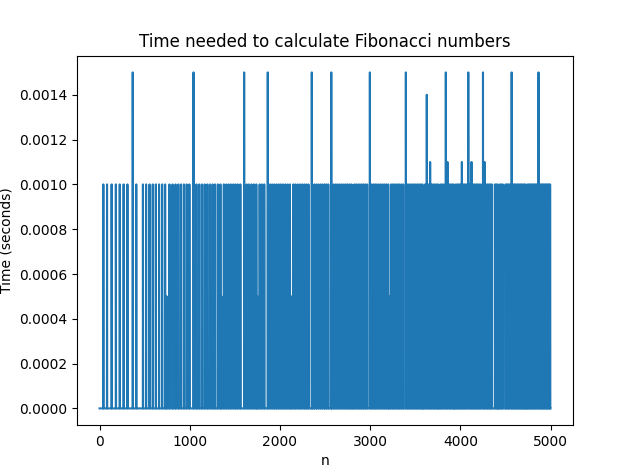 Time needed to calculate Fibonacci numbers
Time (seconds)
0.0014
0.0012
0.0010
0.0008
0.0006
0.0004
0.0002
0.0000
0 1000 2000 3000 4000 5000
n